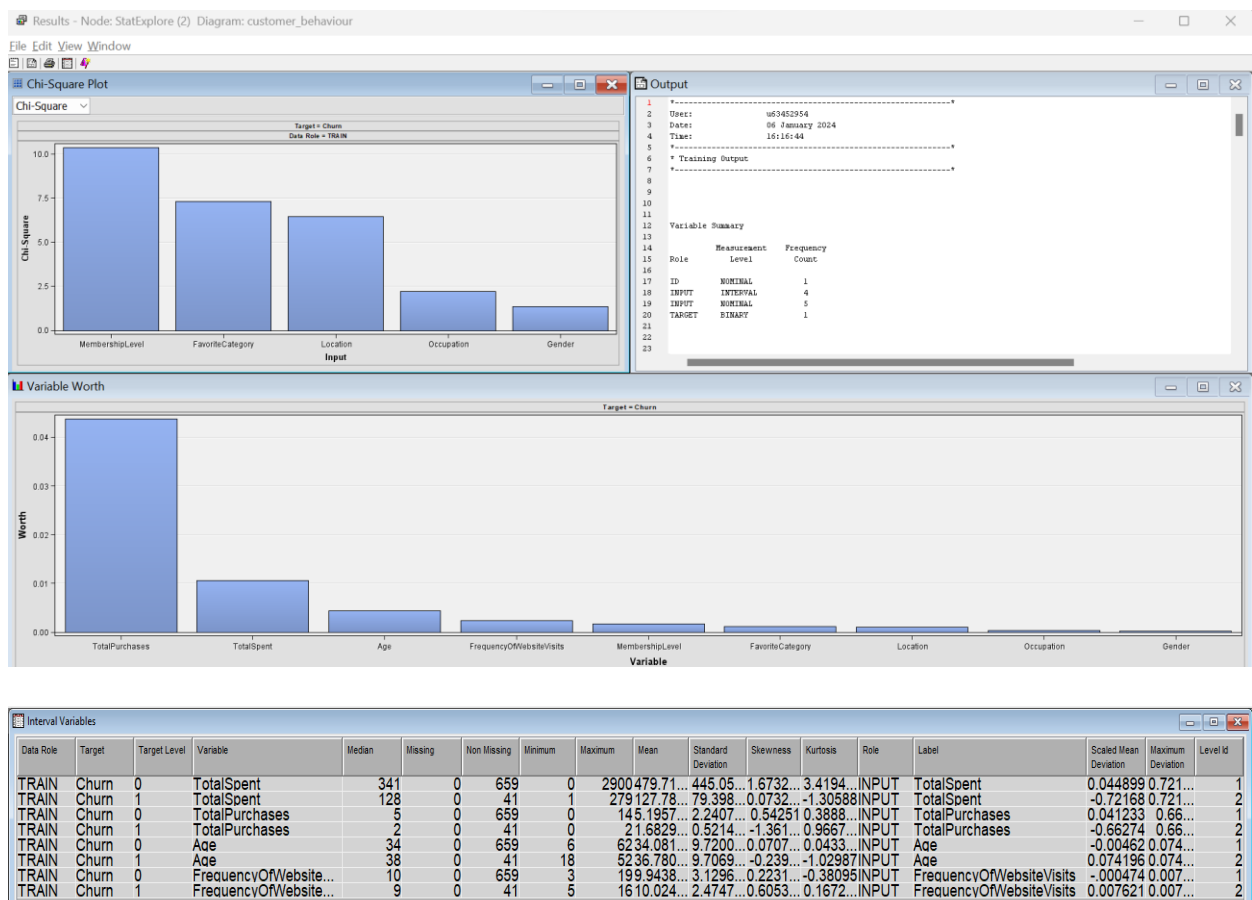 Results - Node: StatExplore (2) Diagram: customer_behaviour
File Edit View Window
Chi-Square Plot
Chi-Square
Target = Churn
Data Role = TRAIN
10.0
7.5
5.0
2.5
0.0
Chi-Square
MembershipLevel FavoriteCategory Location Occupation Gender
Input
Output
1 *------------------------------------------------------------*
2 User: u63452954
3 Date: 06 January 2024
4 Time: 16:16:44
5 *------------------------------------------------------------*
6 * Training Output
7 *------------------------------------------------------------*
8
9
10
11
12 Variable Summary
13
14 Measurement Frequency
15 Role Level Count
16
17 ID NOMINAL 1
18 INPUT INTERVAL 4
19 INPUT NOMINAL 5
20 TARGET BINARY 1
21
22
23
Variable Worth
Target = Churn
0.04
0.03
0.02
0.01
0.00
Worth
TotalPurchases TotalSpent Age FrequencyOfWebsiteVisits MembershipLevel FavoriteCategory Location Occupation Gender
Variable
Interval Variables
Data Role Target Target Level Variable Median Missing Non Missing Minimum Maximum Mean Standard Deviation Skewness Kurtosis Role Label Scaled Mean Deviation Maximum Deviation Level Id
TRAIN Churn 0 TotalSpent 341 0 659 0 2900 479.71... 445.05... 1.6732... 3.4194... INPUT TotalSpent 0.044899 0.721... 1
TRAIN Churn 1 TotalSpent 128 0 41 1 279 127.78... 79.398... 0.0732... -1.30588 INPUT TotalSpent -0.72168 0.721... 2
TRAIN Churn 0 TotalPurchases 5 0 659 0 14 5.1957... 2.2407... 0.54251 0.3888... INPUT TotalPurchases 0.041233 0.66... 1
TRAIN Churn 1 TotalPurchases 2 0 41 0 2 1.6829... 0.5214... -1.361... 0.9667... INPUT TotalPurchases -0.66274 0.66... 2
TRAIN Churn 0 Age 34 0 659 6 62 34.081... 9.7200... 0.0707... 0.0433... INPUT Age -0.00462 0.074... 1
TRAIN Churn 1 Age 38 0 41 18 52 36.780... 9.7069... -0.239... -1.02987 INPUT Age 0.074196 0.074... 2
TRAIN Churn 0 FrequencyOfWebsite... 10 0 659 3 19 9.9438... 3.1296... 0.2231... -0.38095 INPUT FrequencyOfWebsiteVisits -.000474 0.007... 1
TRAIN Churn 1 FrequencyOfWebsite... 9 0 41 5 16 10.024... 2.4747... 0.6053... 0.1672... INPUT FrequencyOfWebsiteVisits 0.007621 0.007... 2